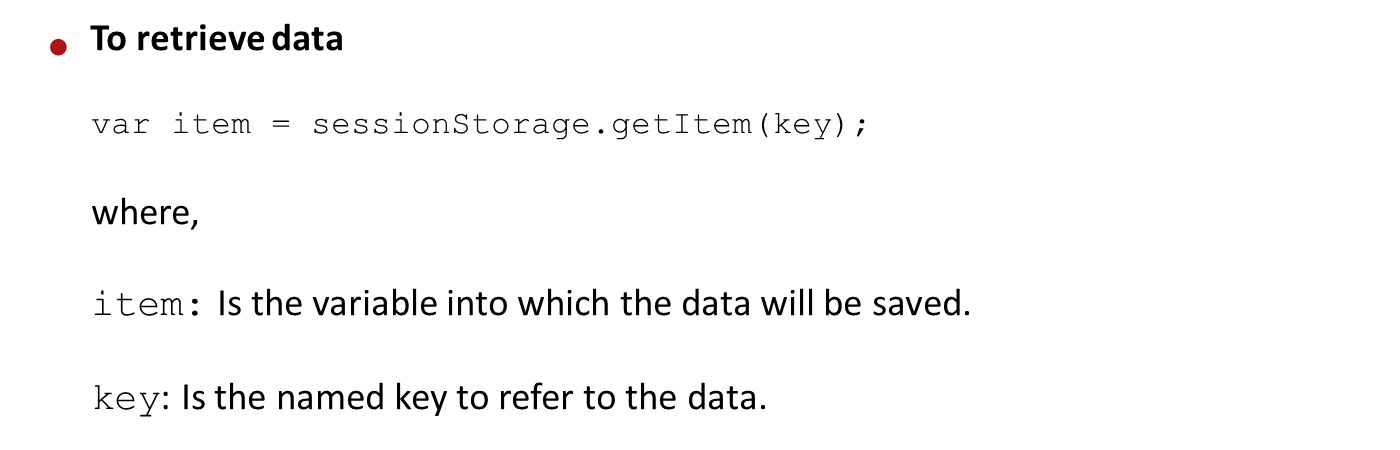 • To retrieve data
var item = sessionStorage.getItem(key);
where,
item: Is the variable into which the data will be saved.
key: Is the named key to refer to the data.